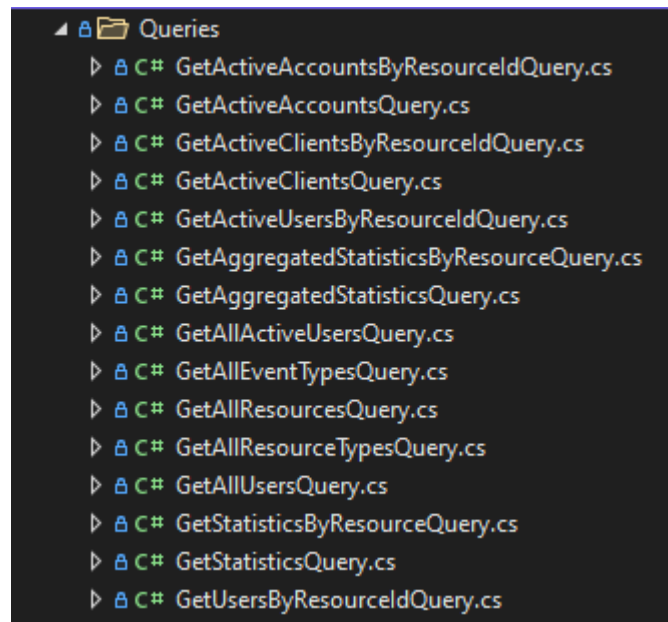 Queries
C# GetActiveAccountsByResourceIdQuery.cs
C# GetActiveAccountsQuery.cs
C# GetActiveClientsByResourceIdQuery.cs
C# GetActiveClientsQuery.cs
C# GetActiveUsersByResourceIdQuery.cs
C# GetAggregatedStatisticsByResourceQuery.cs
C# GetAggregatedStatisticsQuery.cs
C# GetAllActiveUsersQuery.cs
C# GetAllEventTypesQuery.cs
C# GetAllResourcesQuery.cs
C# GetAllResourceTypesQuery.cs
C# GetAllUsersQuery.cs
C# GetStatisticsByResourceQuery.cs
C# GetStatisticsQuery.cs
C# GetUsersByResourceIdQuery.cs